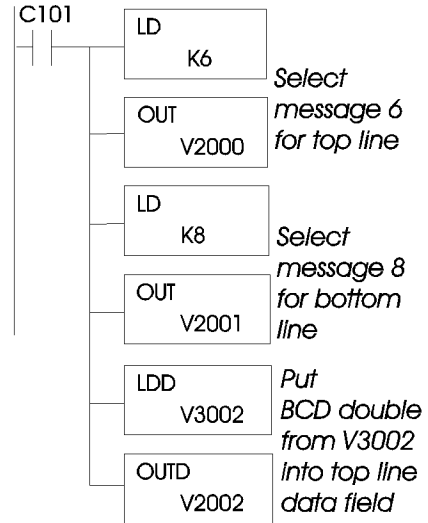 C101
LD
K6
Select
message 6
for top line
OUT
V2000
LD
K8
Select
message 8
for bottom
line
OUT
V2001
LDD
V3002
Put
BCD double
from V3002
into top line
data field
OUTD
V2002